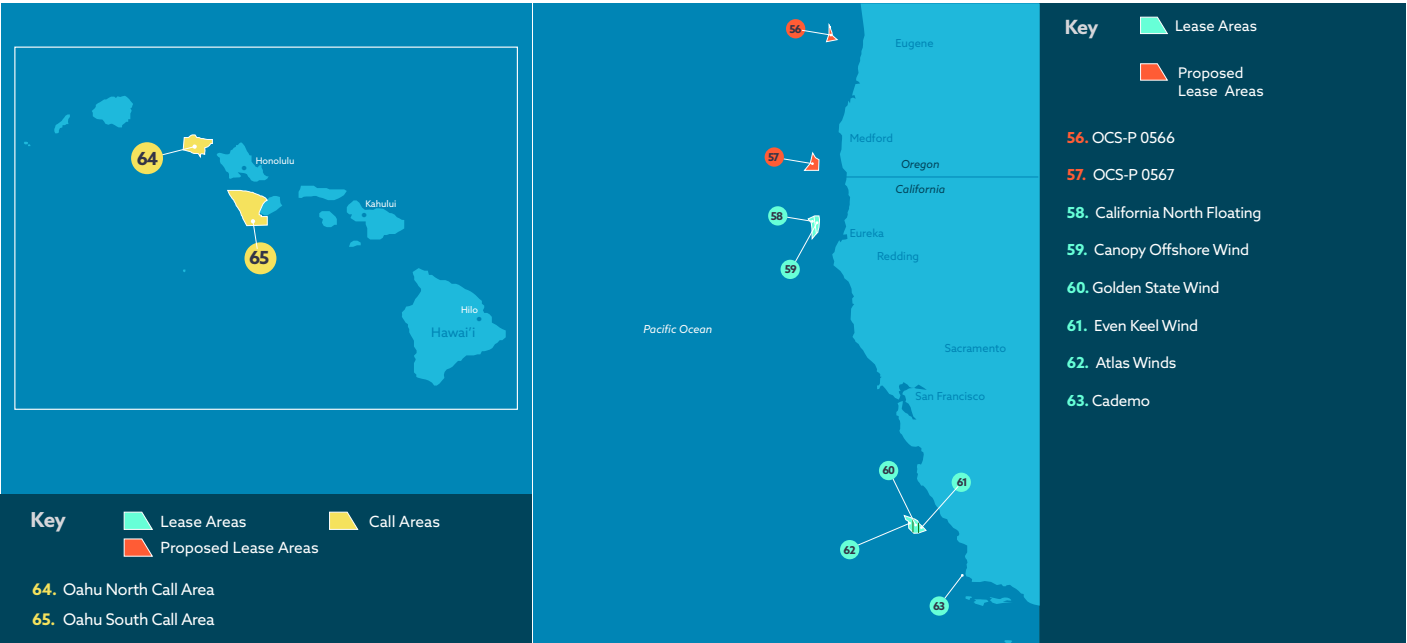 64
Honolulu
Kahului
65
Hilo
Hawai'i
Key
Lease Areas
Call Areas
Proposed Lease Areas
64. Oahu North Call Area
65. Oahu South Call Area
56
Eugene
Medford
57
Oregon
California
58
Eureka
Redding
59
Pacific Ocean
Sacramento
San Francisco
60
61
62
63
Key
Lease Areas
Proposed
Lease Areas
56. OCS-P 0566
57. OCS-P 0567
58. California North Floating
59. Canopy Offshore Wind
60. Golden State Wind
61. Even Keel Wind
62. Atlas Winds
63. Cademo